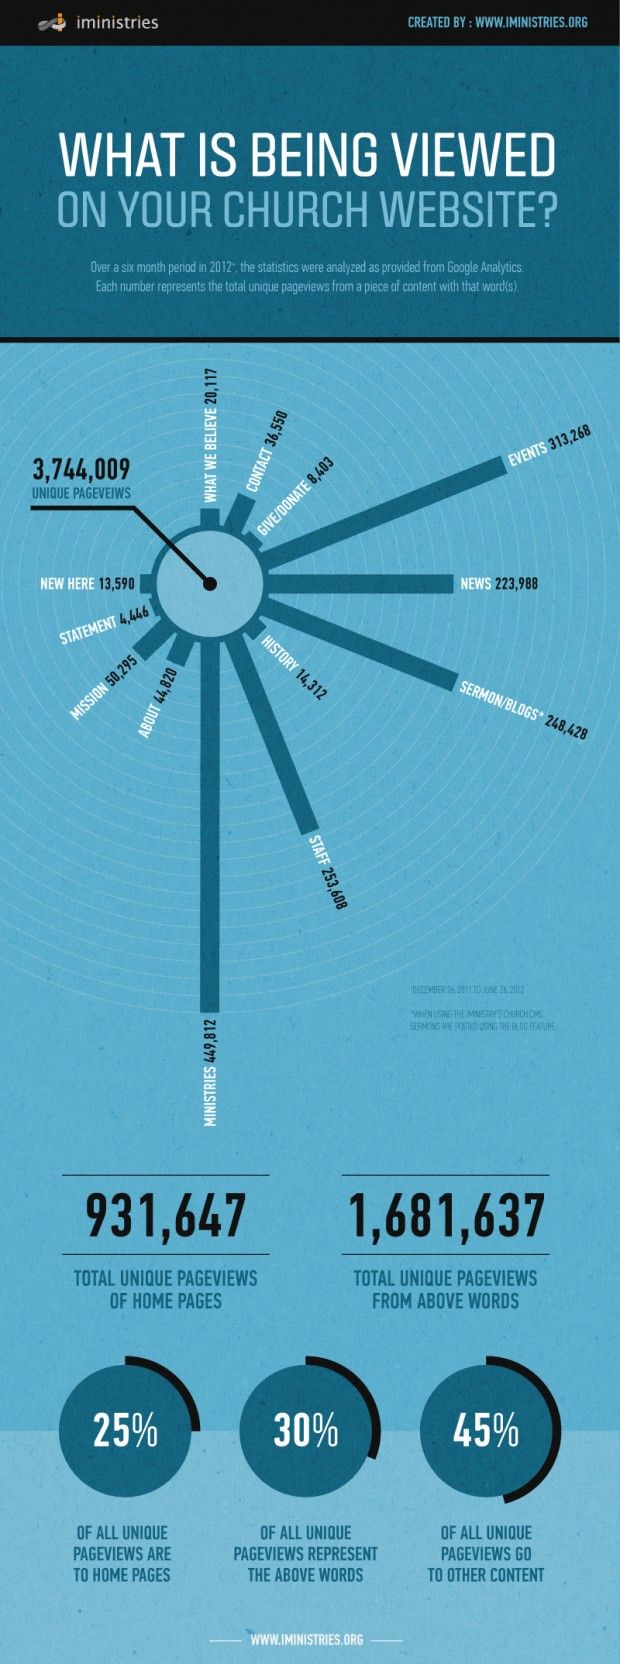 iministries
CREATED BY : WWW.IMINISTRIES.ORG
WHAT IS BEING VIEWED
ON YOUR CHURCH WEBSITE?
Over a six month period in 2012*, the statistics were analyzed as provided from Google Analytics.
Each number represents the total unique pageviews from a piece of content with that word(s).
3,744,009
UNIQUE PAGEVEIWS
WHAT WE BELIEVE 20,117
CONTACT 36,550
GIVE/DONATE 8,403
EVENTS 313,268
NEWS 223,988
SERMON/BLOGS* 248,428
HISTORY 14,312
STAFF 253,608
MINISTRIES 449,812
ABOUT 44,820
MISSION 50,295
STATEMENT 4,446
NEW HERE 13,590
DECEMBER 26, 2011 TO JUNE 26, 2012
*WHEN USING THE IMINISTRIES CHURCH CMS,
SERMONS ARE POSTED USING THE BLOG FEATURE.
931,647
TOTAL UNIQUE PAGEVIEWS
OF HOME PAGES
1,681,637
TOTAL UNIQUE PAGEVIEWS
FROM ABOVE WORDS
25%
OF ALL UNIQUE
PAGEVIEWS ARE
TO HOME PAGES
30%
OF ALL UNIQUE
PAGEVIEWS REPRESENT
THE ABOVE WORDS
45%
OF ALL UNIQUE
PAGEVIEWS GO
TO OTHER CONTENT
WWW.IMINISTRIES.ORG